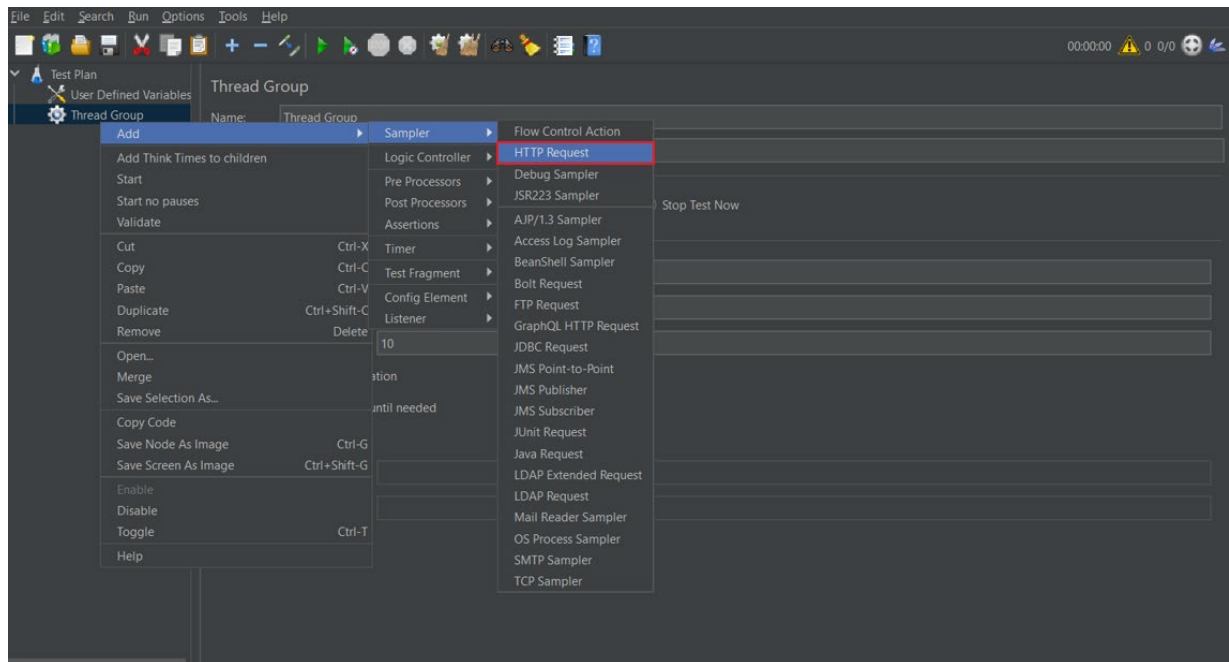 File Edit Search Run Options Tools Help
00:00:00 0 0/0
Test Plan
User Defined Variables
Thread Group
Thread Group
Name: Thread Group
Add
Add Think Times to children
Start
Start no pauses
Validate
Cut Ctrl-X
Copy Ctrl-C
Paste Ctrl-V
Duplicate Ctrl+Shift-C
Remove Delete
Open...
Merge
Save Selection As...
Copy Code
Save Node As Image Ctrl-G
Save Screen As Image Ctrl+Shift-G
Enable
Disable
Toggle Ctrl-T
Help
Sampler
Logic Controller
Pre Processors
Post Processors
Assertions
Timer
Test Fragment
Config Element
Listener
Flow Control Action
HTTP Request
Debug Sampler
JSR223 Sampler
AJP/1.3 Sampler
Access Log Sampler
BeanShell Sampler
Bolt Request
FTP Request
GraphQL HTTP Request
JDBC Request
JMS Point-to-Point
JMS Publisher
JMS Subscriber
JUnit Request
Java Request
LDAP Extended Request
LDAP Request
Mail Reader Sampler
OS Process Sampler
SMTP Sampler
TCP Sampler
Stop Test Now
10
ation
until needed